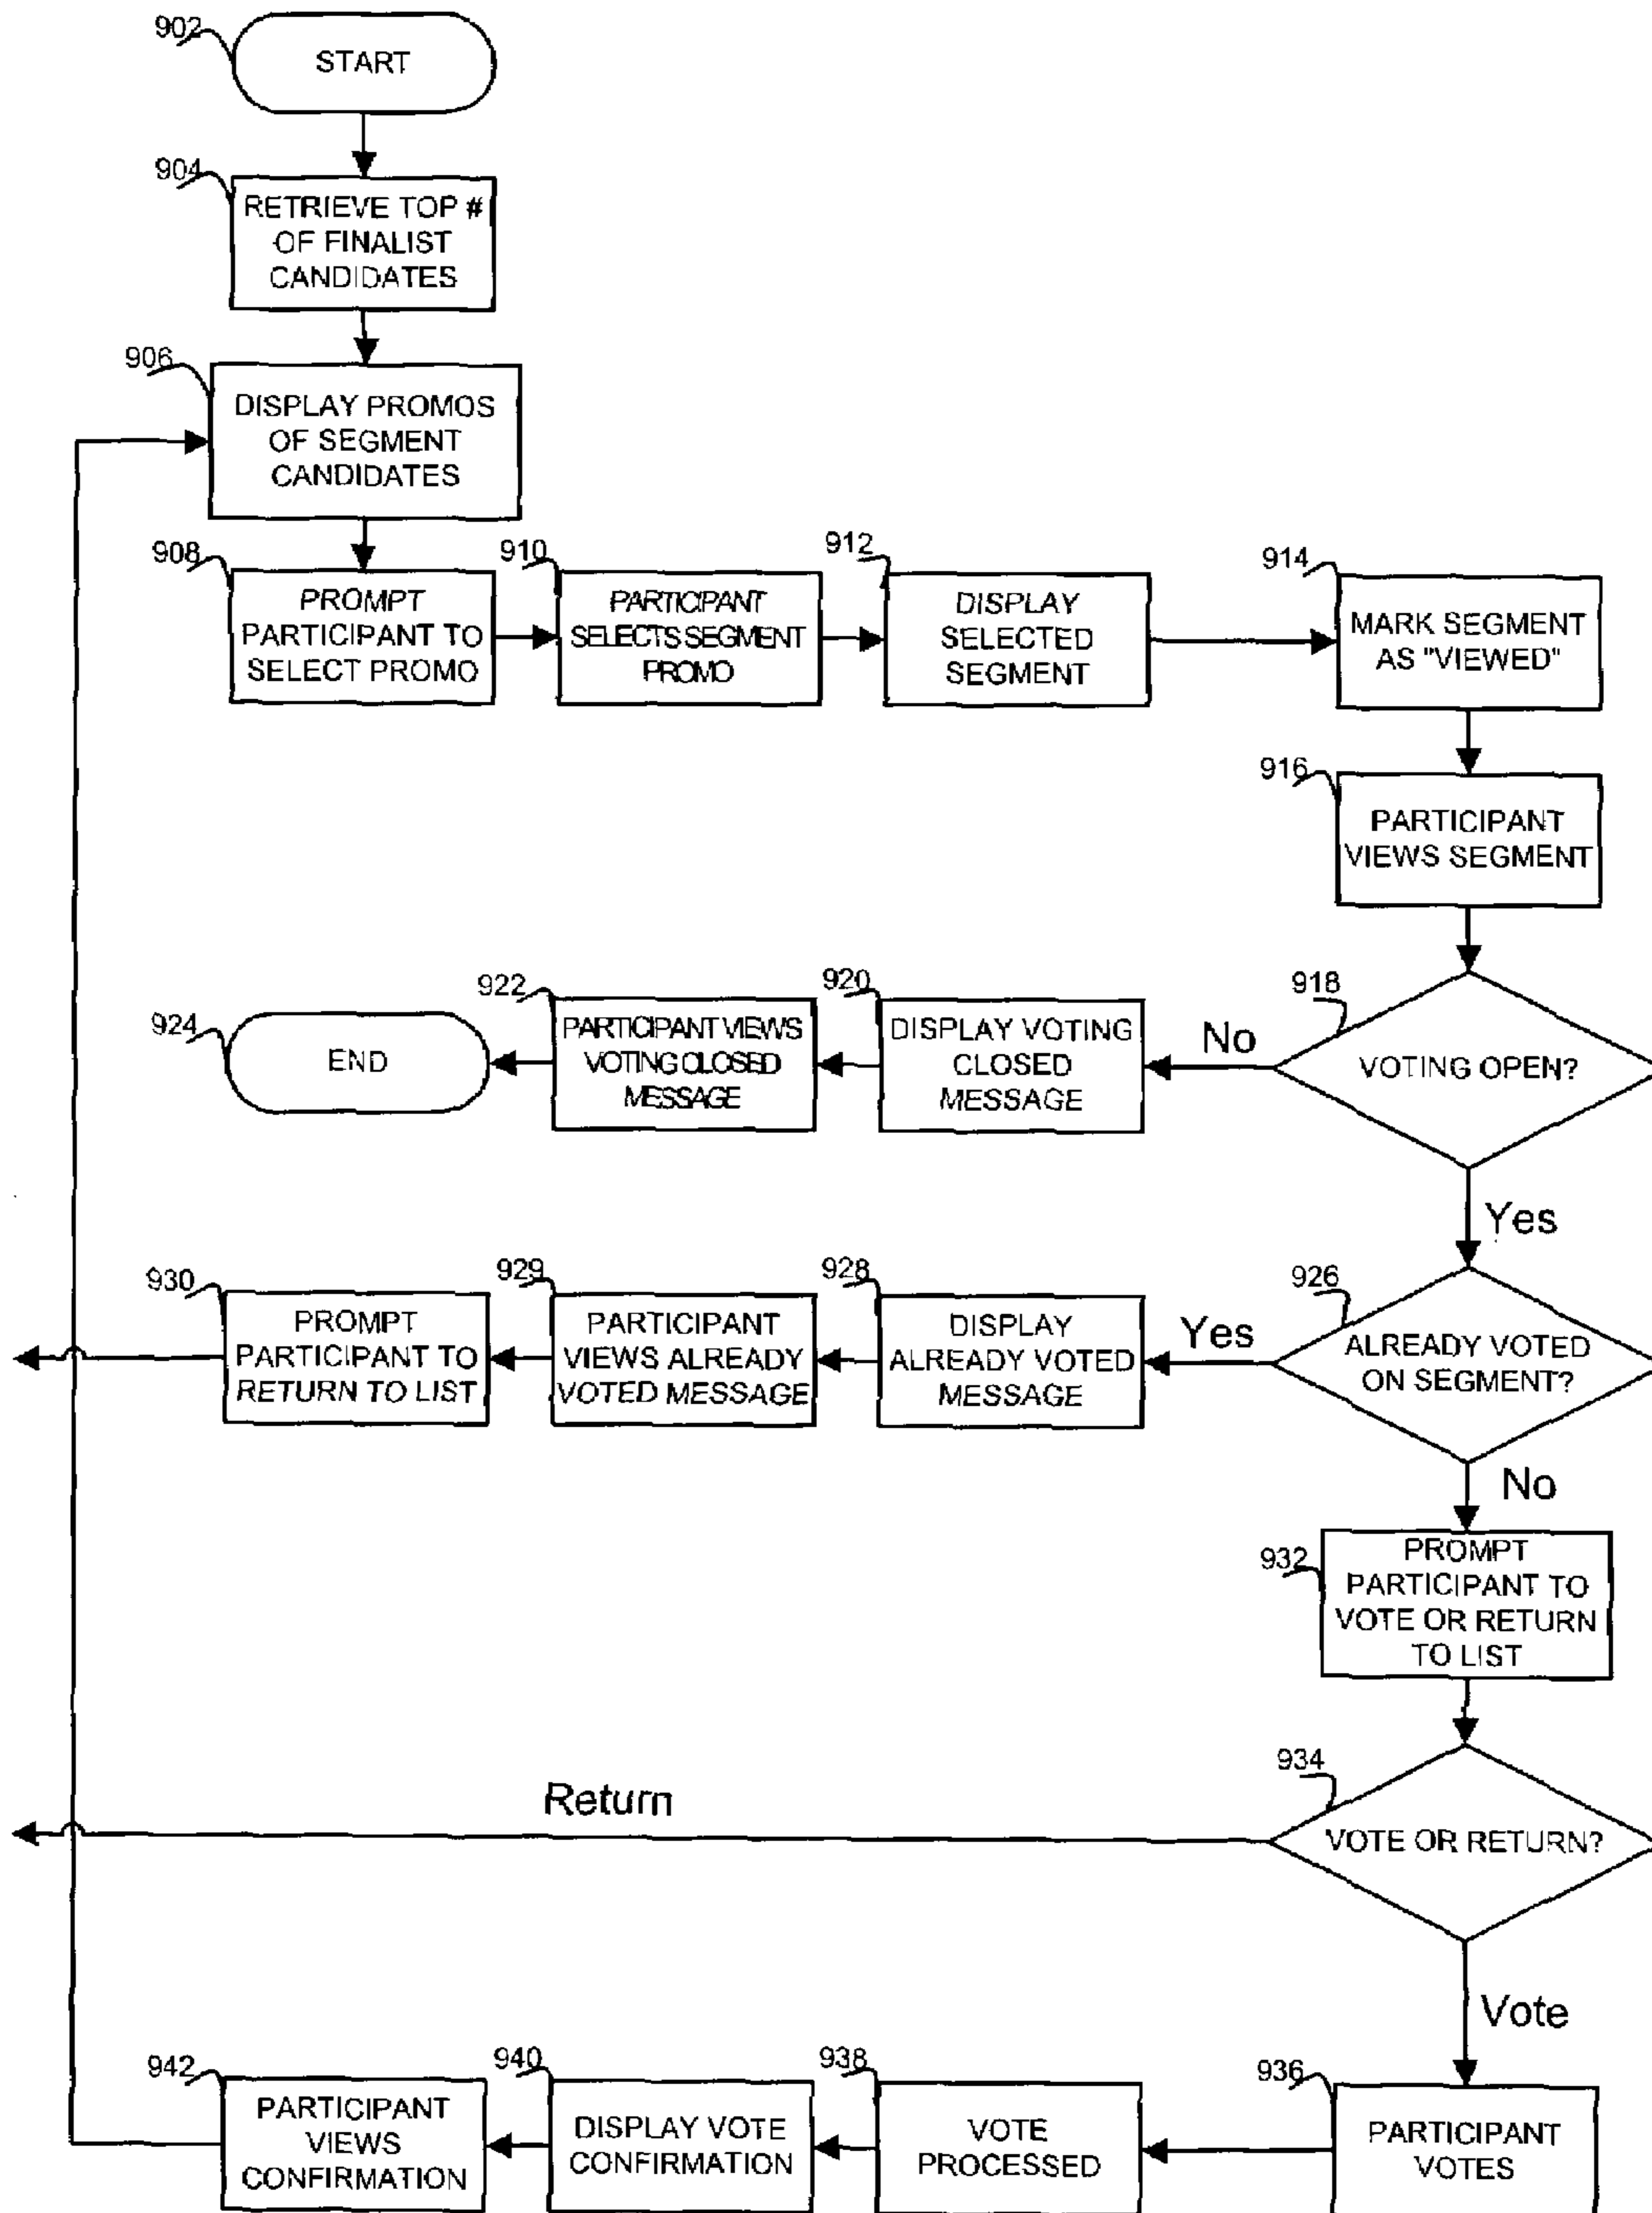 902
START
904
RETRIEVE TOP #
OF FINALIST
CANDIDATES
906
DISPLAY PROMOS
OF SEGMENT
CANDIDATES
908
PROMPT
PARTICIPANT TO
SELECT PROMO
910
PARTICIPANT
SELECTS SEGMENT
PROMO
912
DISPLAY
SELECTED
SEGMENT
914
MARK SEGMENT
AS "VIEWED"
916
PARTICIPANT
VIEWS SEGMENT
918
VOTING OPEN?
No
920
DISPLAY VOTING
CLOSED
MESSAGE
922
PARTICIPANT VIEWS
VOTING CLOSED
MESSAGE
924
END
Yes
926
ALREADY VOTED
ON SEGMENT?
Yes
928
DISPLAY
ALREADY VOTED
MESSAGE
929
PARTICIPANT
VIEWS ALREADY
VOTED MESSAGE
930
PROMPT
PARTICIPANT TO
RETURN TO LIST
No
932
PROMPT
PARTICIPANT TO
VOTE OR RETURN
TO LIST
934
VOTE OR RETURN?
Return
Vote
936
PARTICIPANT
VOTES
938
VOTE
PROCESSED
940
DISPLAY VOTE
CONFIRMATION
942
PARTICIPANT
VIEWS
CONFIRMATION